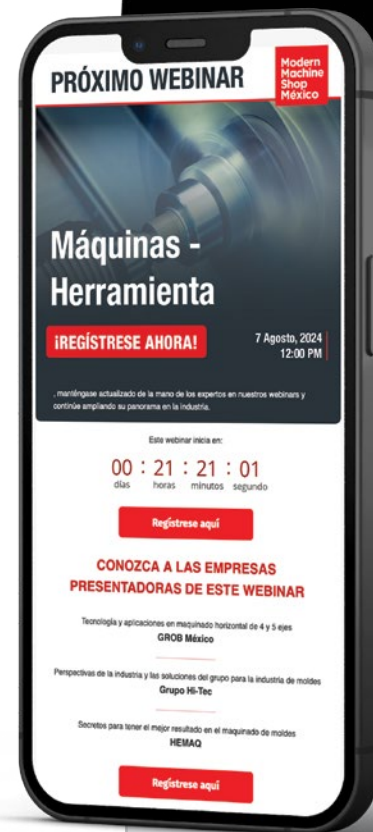 PRÓXIMO WEBINAR
Modern
Machine
Shop
México
Máquinas -
Herramienta
¡REGÍSTRESE AHORA!
7 Agosto, 2024
12:00 PM
, manténgase actualizado de la mano de los expertos en nuestros webinars y
continúe ampliando su panorama en la industria.
Este webinar inicia en:
00 : 21 : 21 : 01
días horas minutos segundo
Regístrese aquí
CONOZCA A LAS EMPRESAS
PRESENTADORAS DE ESTE WEBINAR
Tecnología y aplicaciones en maquinado horizontal de 4 y 5 ejes
GROB México
Perspectivas de la industria y las soluciones del grupo para la industria de moldes
Grupo Hi-Tec
Secretos para tener el mejor resultado en el maquinado de moldes
HEMAQ
Regístrese aquí